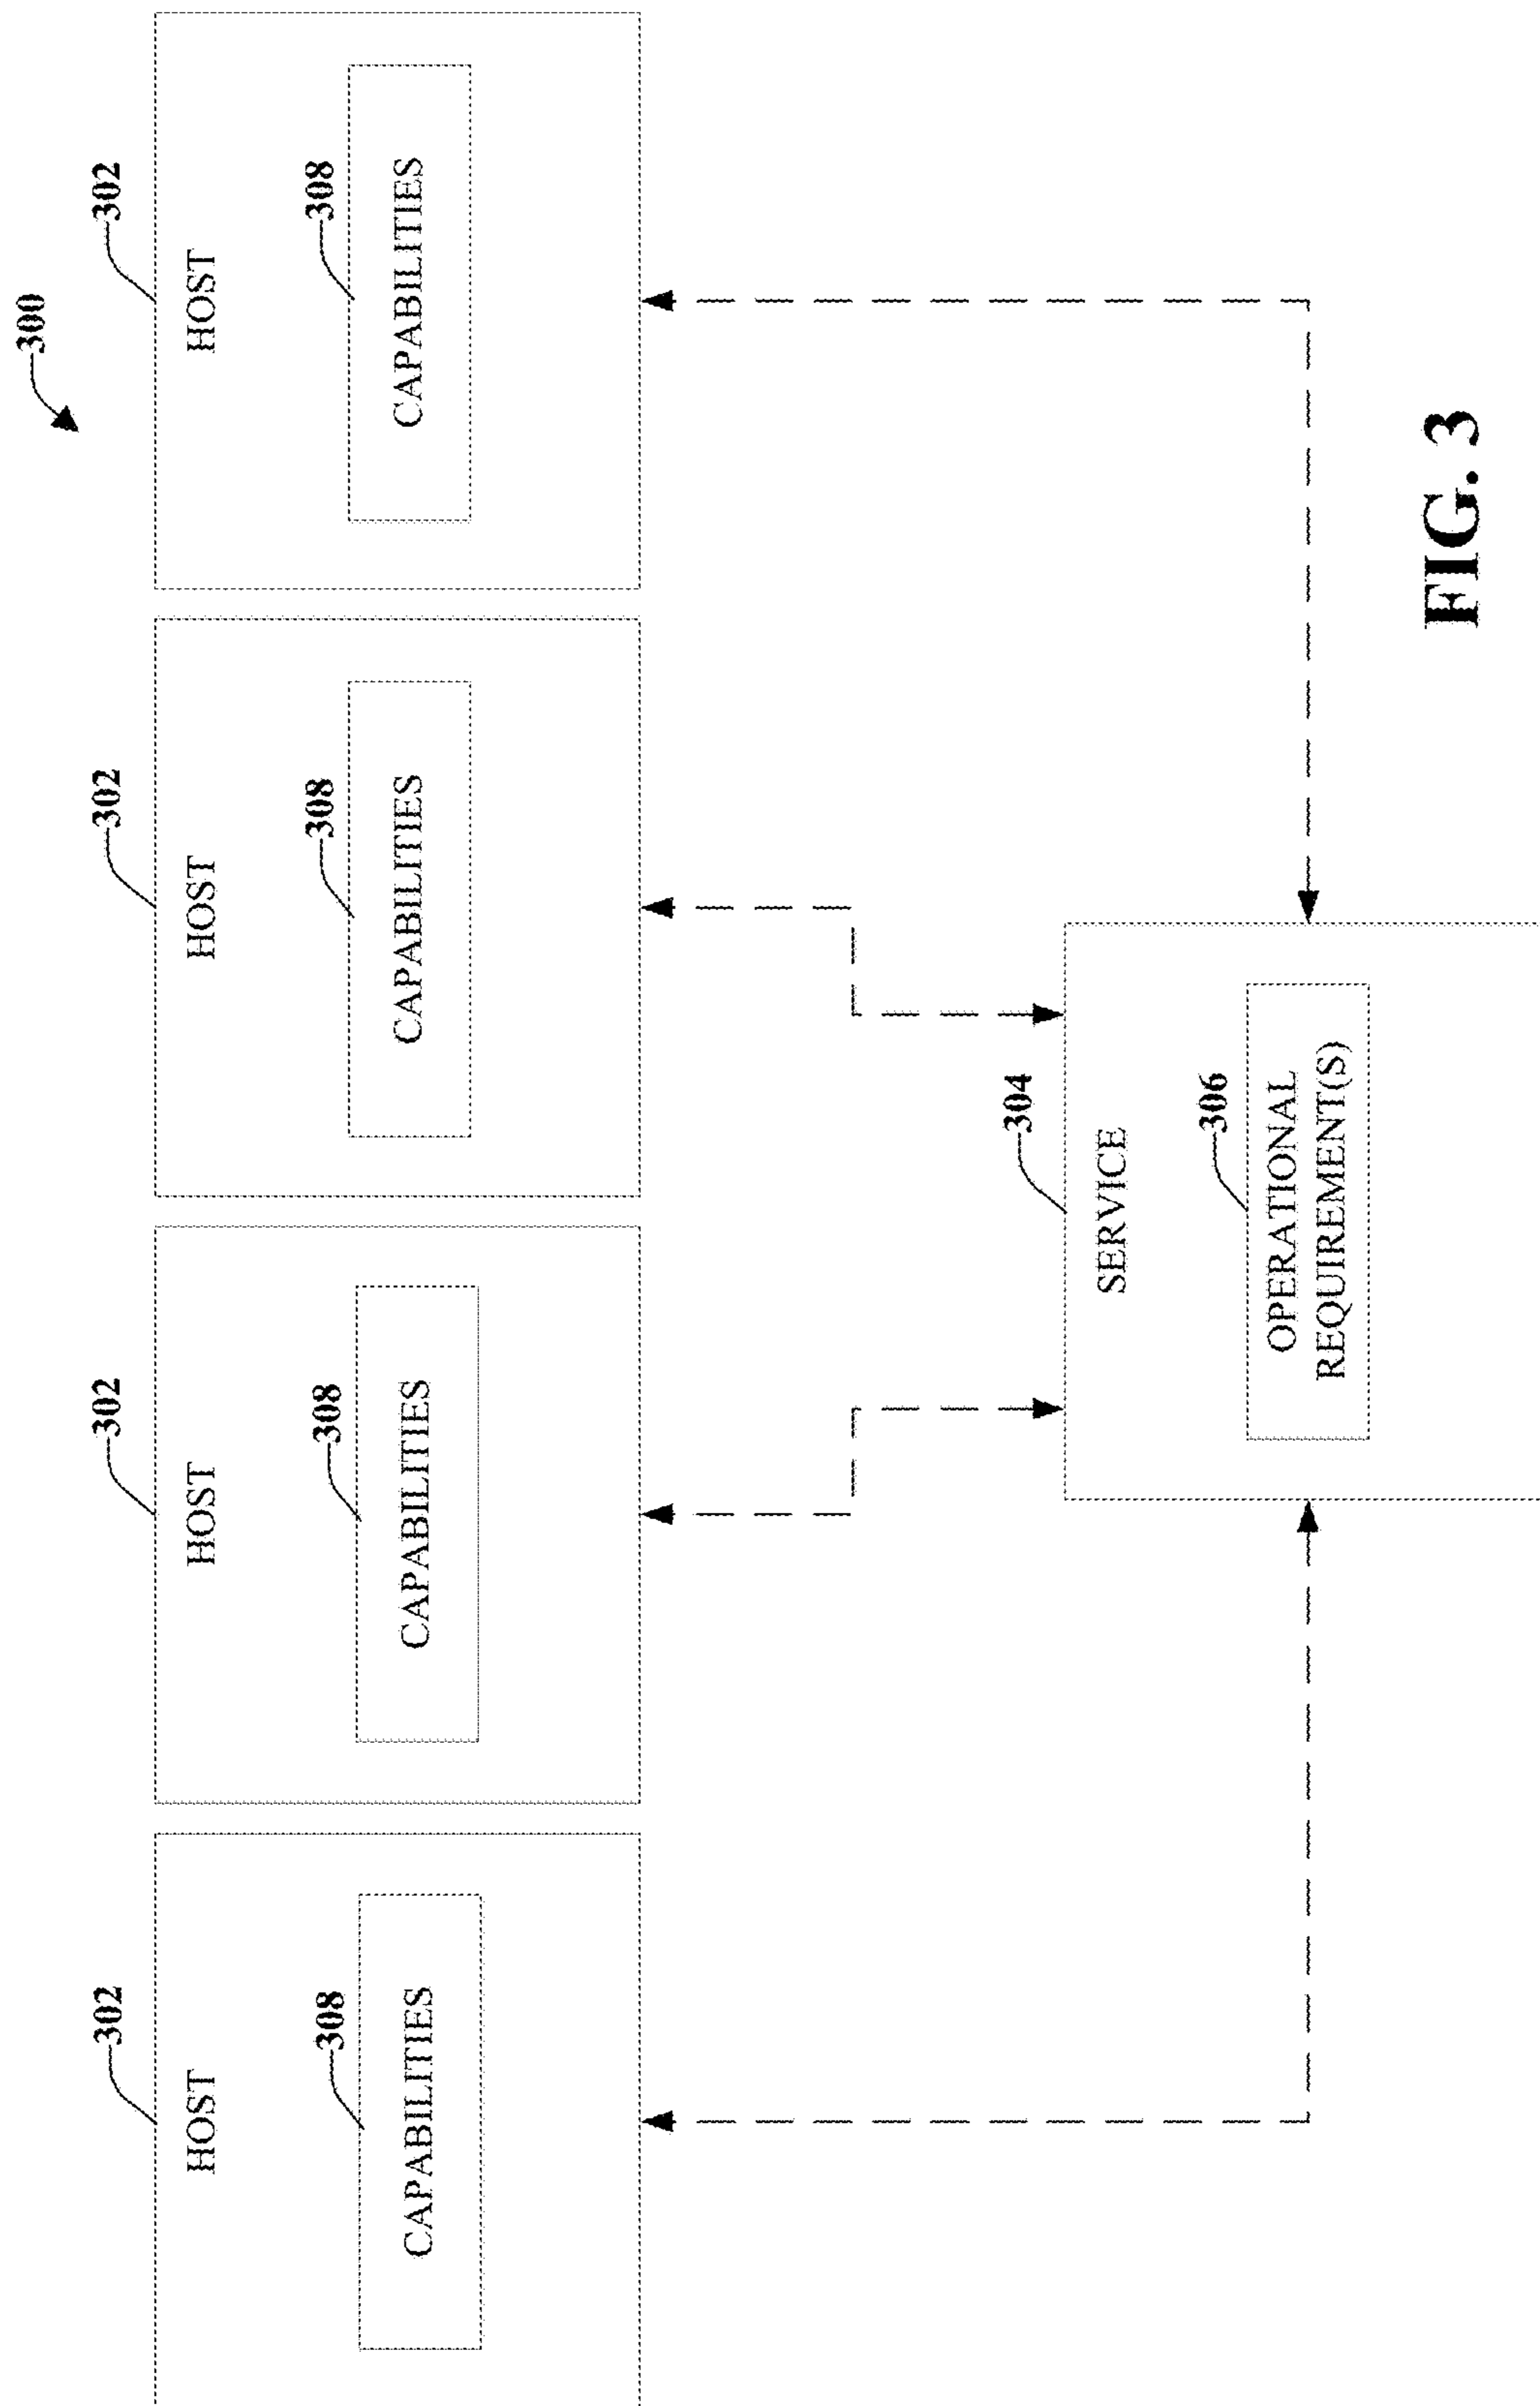 300
302
302
302
302
HOST
HOST
HOST
HOST
308
308
308
308
CAPABILITIES
CAPABILITIES
CAPABILITIES
CAPABILITIES
304
SERVICE
306
OPERATIONAL
REQUIREMENT(S)
FIG. 3